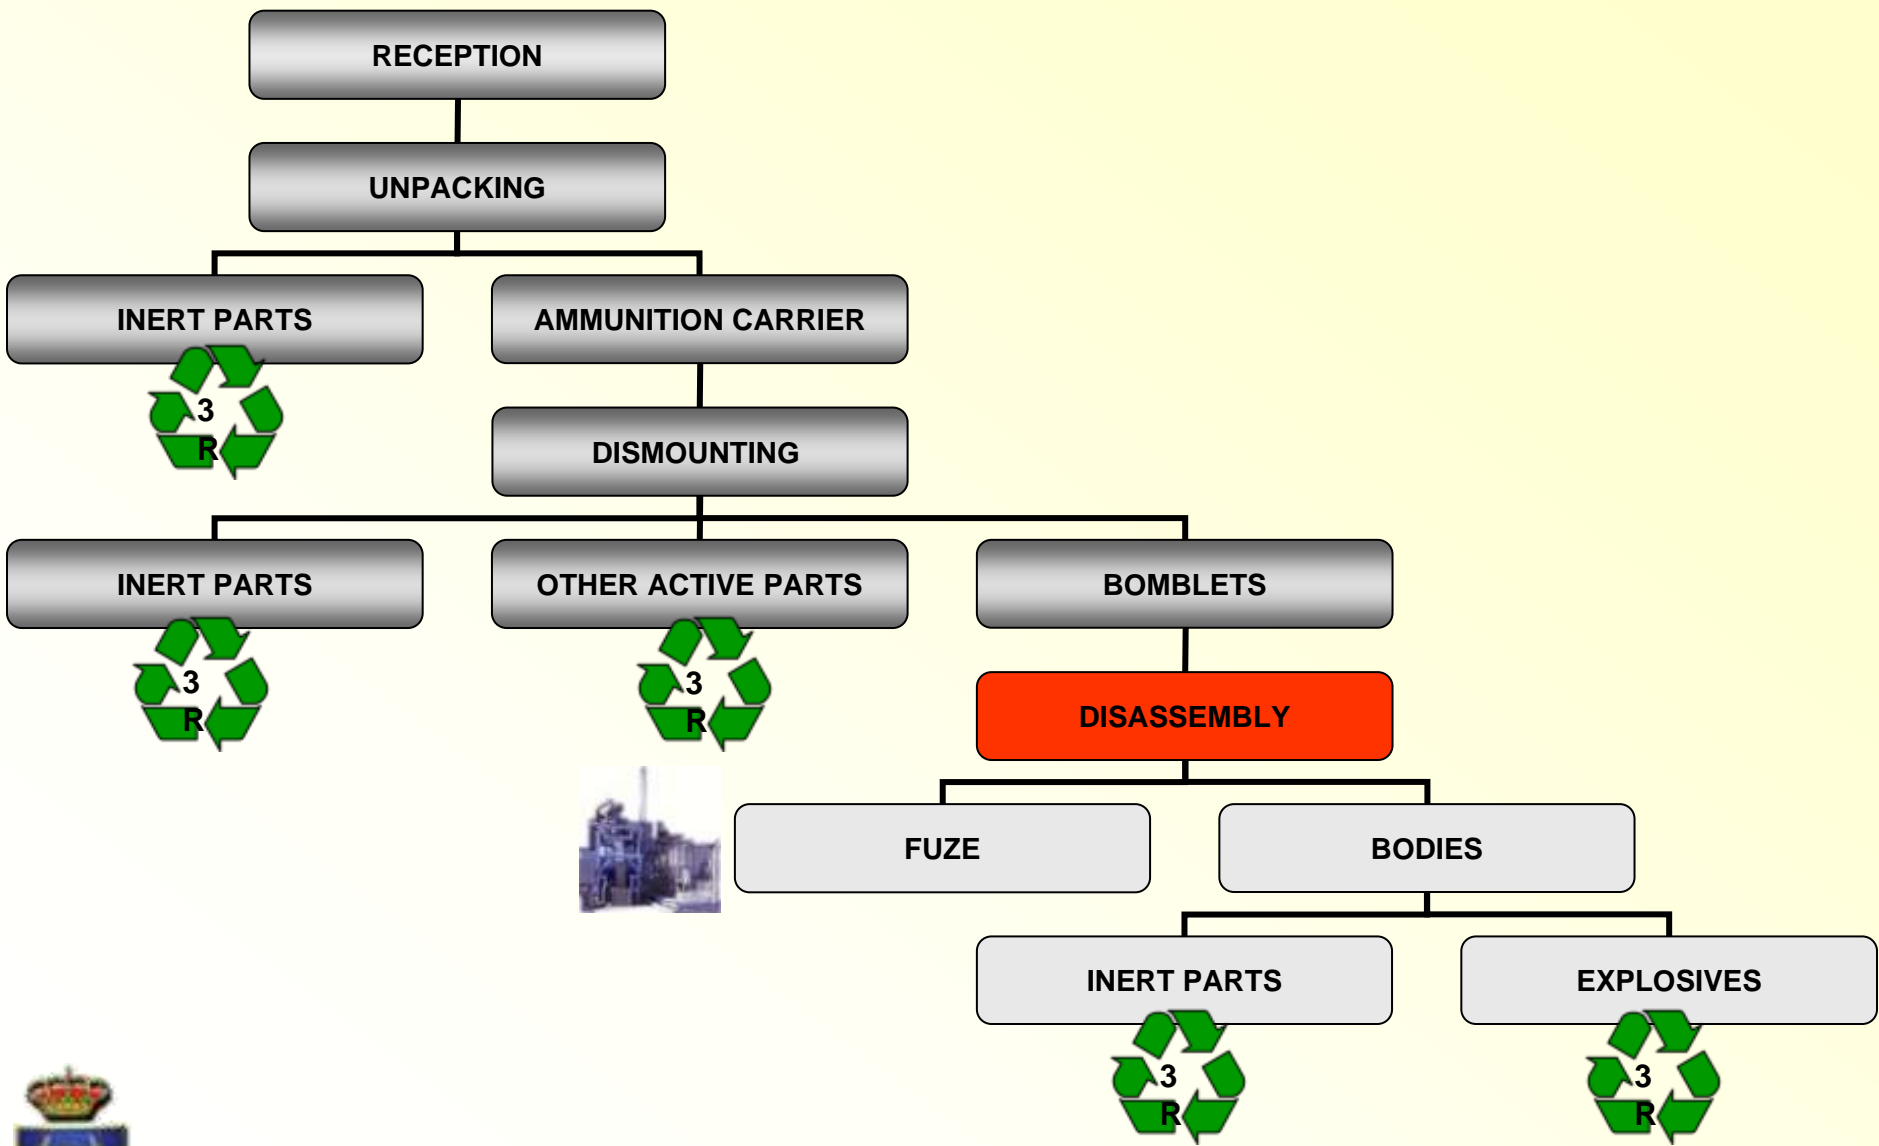 RECEPTION
UNPACKING
INERT PARTS
AMMUNITION CARRIER
3
R
DISMOUNTING
INERT PARTS
OTHER ACTIVE PARTS
BOMBLETS
3
R
3
R
DISASSEMBLY
FUZE
BODIES
INERT PARTS
EXPLOSIVES
3
R
3
R